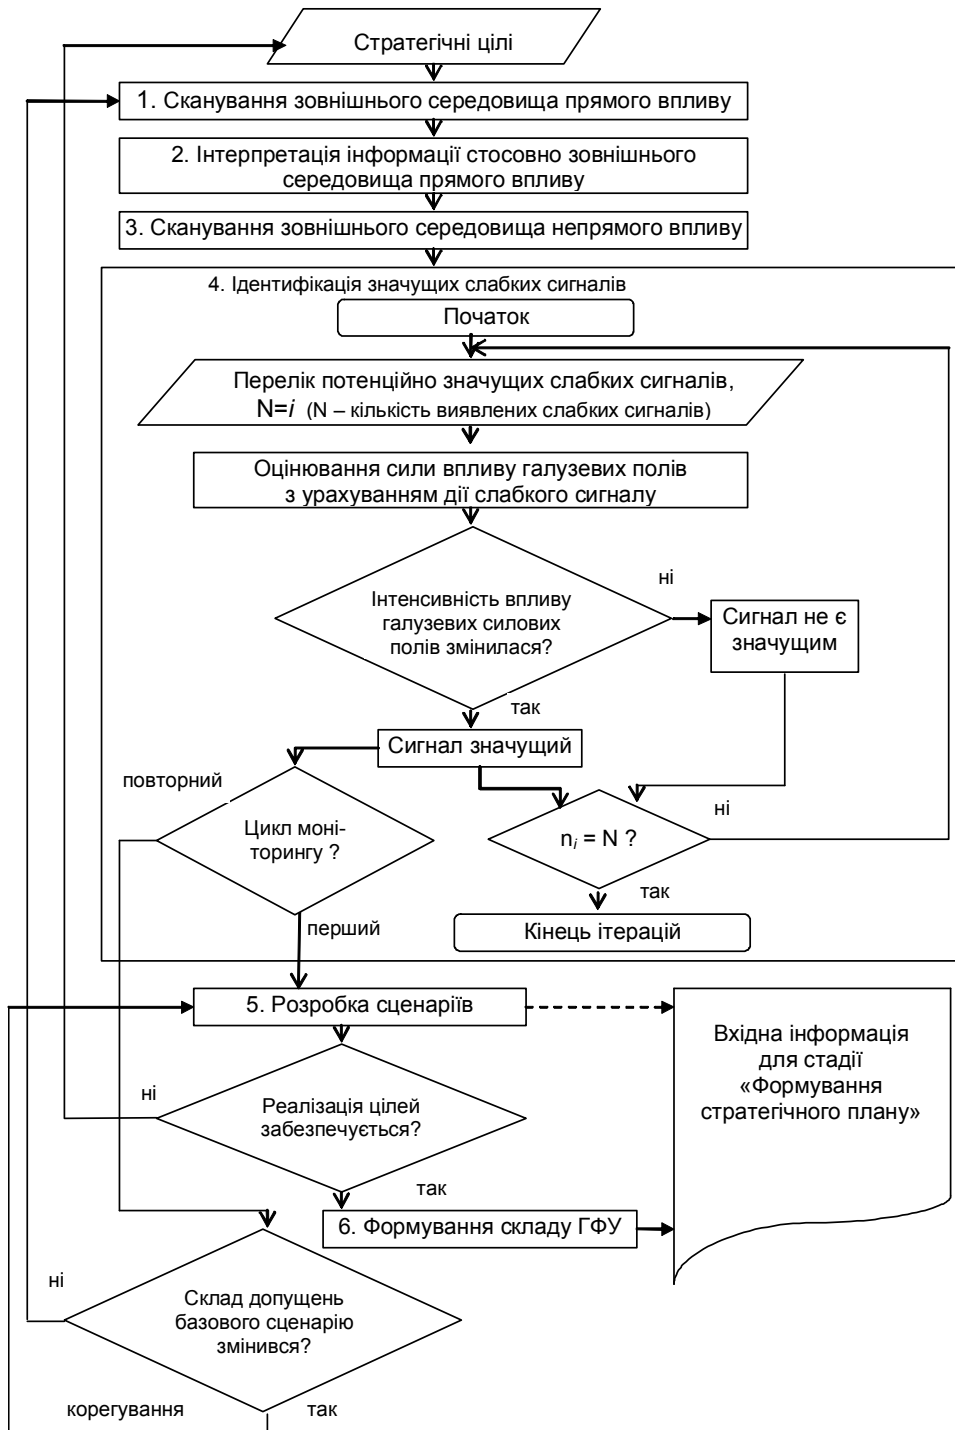 Стратегічні цілі
1. Сканування зовнішнього середовища прямого впливу
2. Інтерпретація інформації стосовно зовнішнього
середовища прямого впливу
3. Сканування зовнішнього середовища непрямого впливу
4. Ідентифікація значущих слабких сигналів
Початок
Перелік потенційно значущих слабких сигналів,
N=i (N – кількість виявлених слабких сигналів)
Оцінювання сили впливу галузевих полів
з урахуванням дії слабкого сигналу
Інтенсивність впливу
галузевих силових
полів змінилася?
ні
Сигнал не є
значущим
так
Сигнал значущий
повторний
Цикл моні-
торингу ?
ні
nᵢ = N ?
так
перший
Кінець ітерацій
5. Розробка сценаріїв
Вхідна інформація
для стадії
«Формування
стратегічного плану»
ні
Реалізація цілей
забезпечується?
так
6. Формування складу ГФУ
ні
Склад допущень
базового сценарію
змінився?
корегування
так